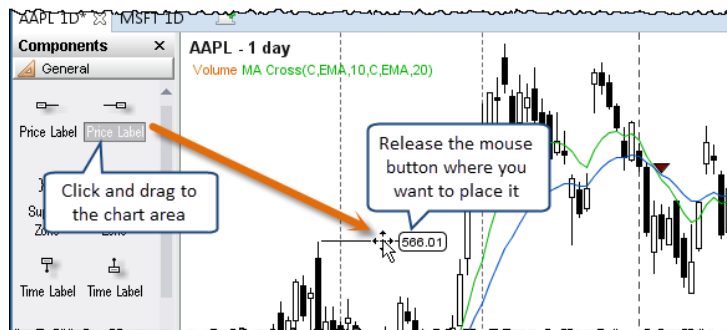 AAPL 1D*
MSFT 1D
Components
AAPL - 1 day
General
Volume MA Cross(C,EMA,10,C,EMA,20)
Price Label
Price Label
Release the mouse
button where you
want to place it
Click and drag to
the chart area
566.01
Zone
Zone
Time Label
Time Label